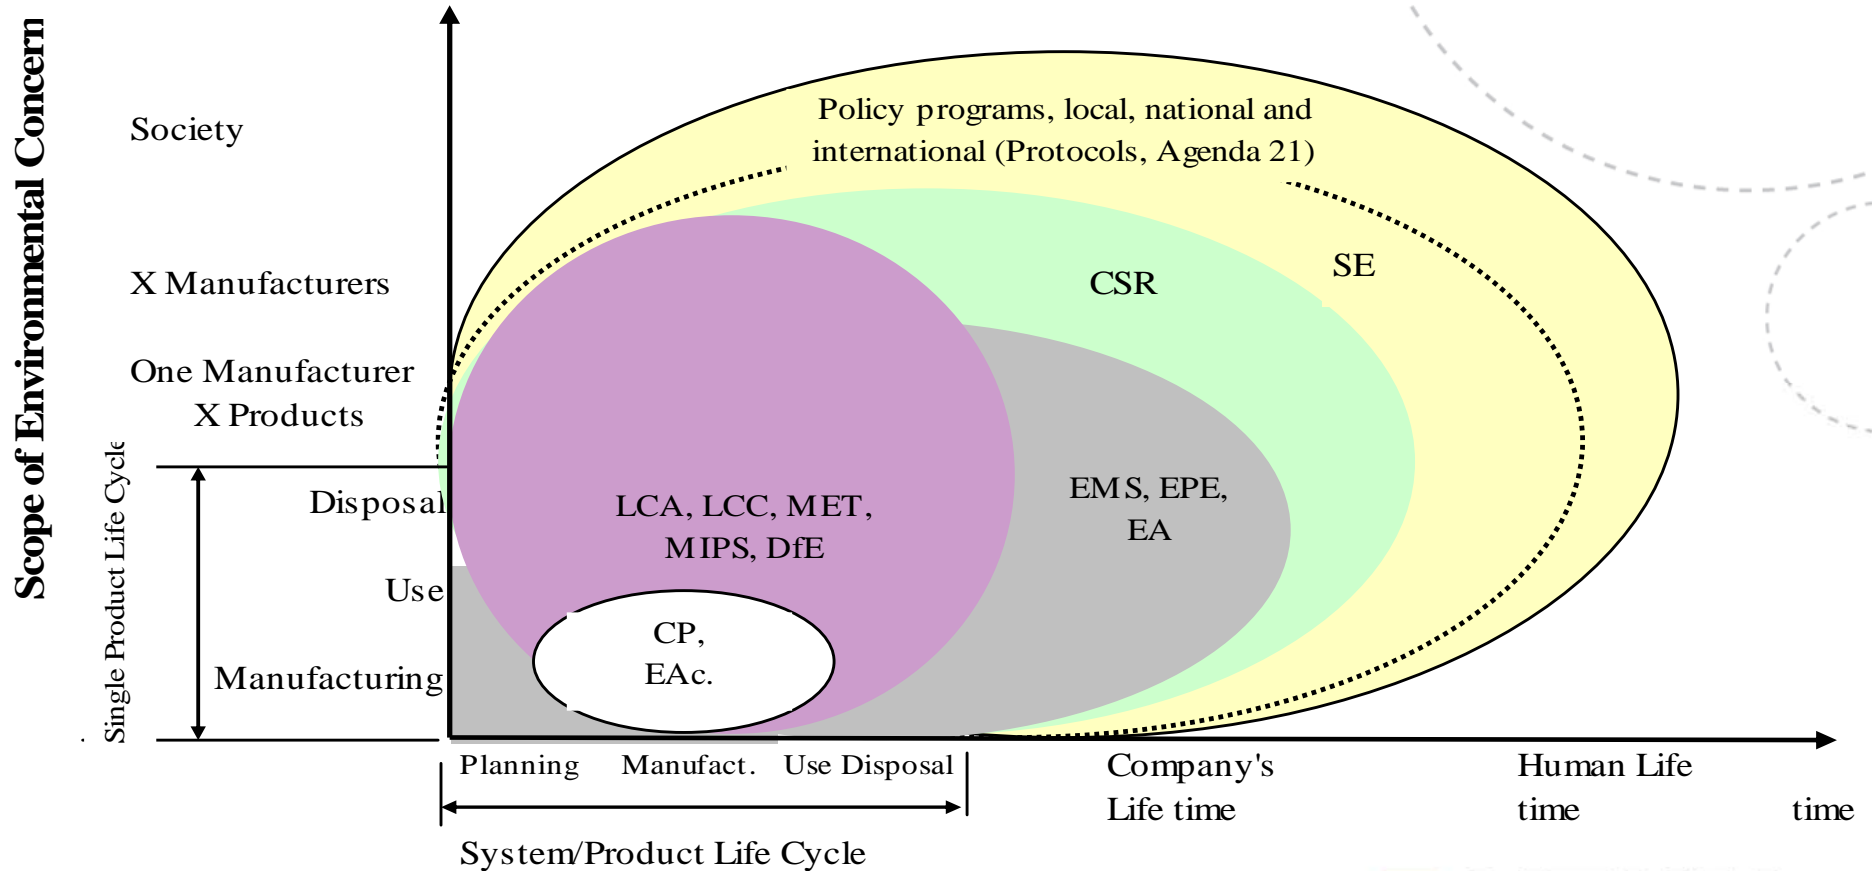 Scope of Environmental Concern
Society
X Manufacturers
One Manufacturer
X Products
Single Product Life Cycle
Disposal
Use
Manufacturing
Policy programs, local, national and
international (Protocols, Agenda 21)
SE
CSR
EMS, EPE,
EA
LCA, LCC, MET,
MIPS, DfE
CP,
EAc.
Planning Manufact. Use Disposal
System/Product Life Cycle
Company's
Life time
Human Life
time
time